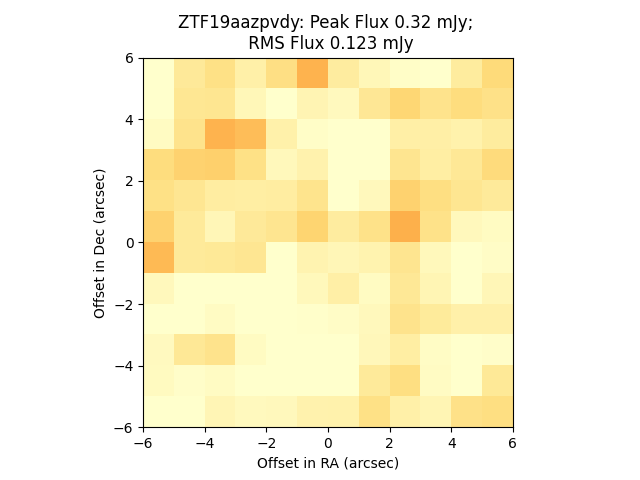 ZTF19aazpvdy: Peak Flux 0.32 mJy;
RMS Flux 0.123 mJy
6
4
2
0
−2
−4
−6
Offset in Dec (arcsec)
−6 −4 −2 0 2 4 6
Offset in RA (arcsec)